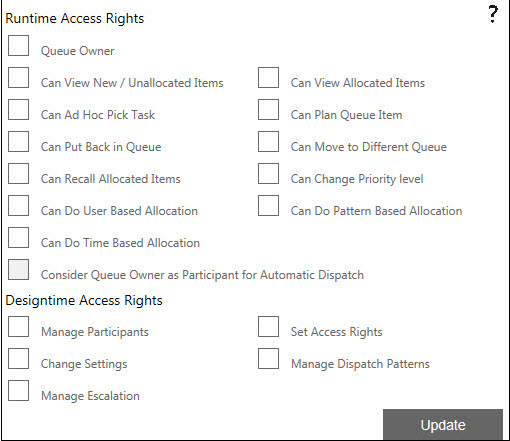 Runtime Access Rights ?
Queue Owner
Can View New / Unallocated Items Can View Allocated Items
Can Ad Hoc Pick Task Can Plan Queue Item
Can Put Back in Queue Can Move to Different Queue
Can Recall Allocated Items Can Change Priority level
Can Do User Based Allocation Can Do Pattern Based Allocation
Can Do Time Based Allocation
Consider Queue Owner as Participant for Automatic Dispatch
Designtime Access Rights
Manage Participants Set Access Rights
Change Settings Manage Dispatch Patterns
Manage Escalation
Update